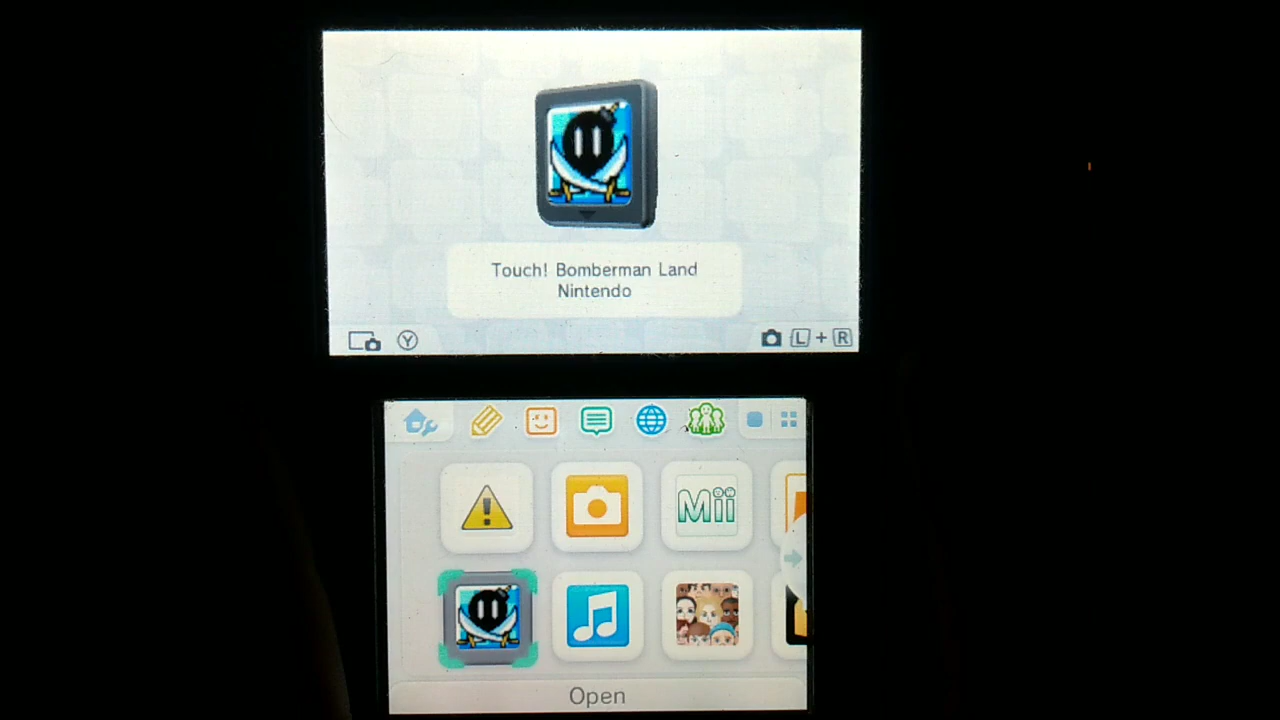 Touch! Bomberman Land
Nintendo
Y
L + R
Mii
Open